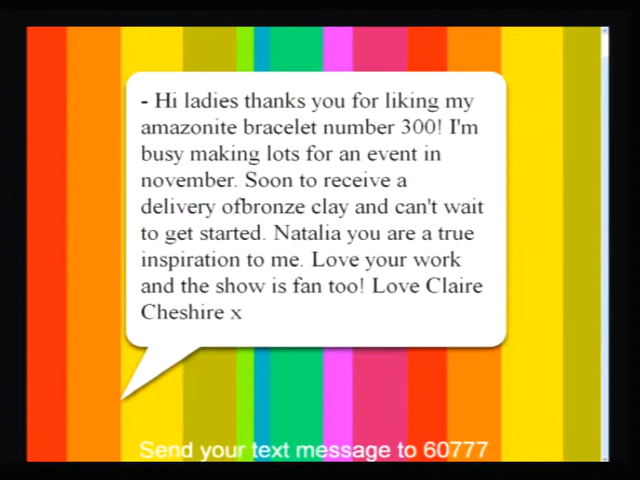 - Hi ladies thanks you for liking my
amazonite bracelet number 300! I'm
busy making lots for an event in
november. Soon to receive a
delivery ofbronze clay and can't wait
to get started. Natalia you are a true
inspiration to me. Love your work
and the show is fan too! Love Claire
Cheshire x
Send your text message to 60777